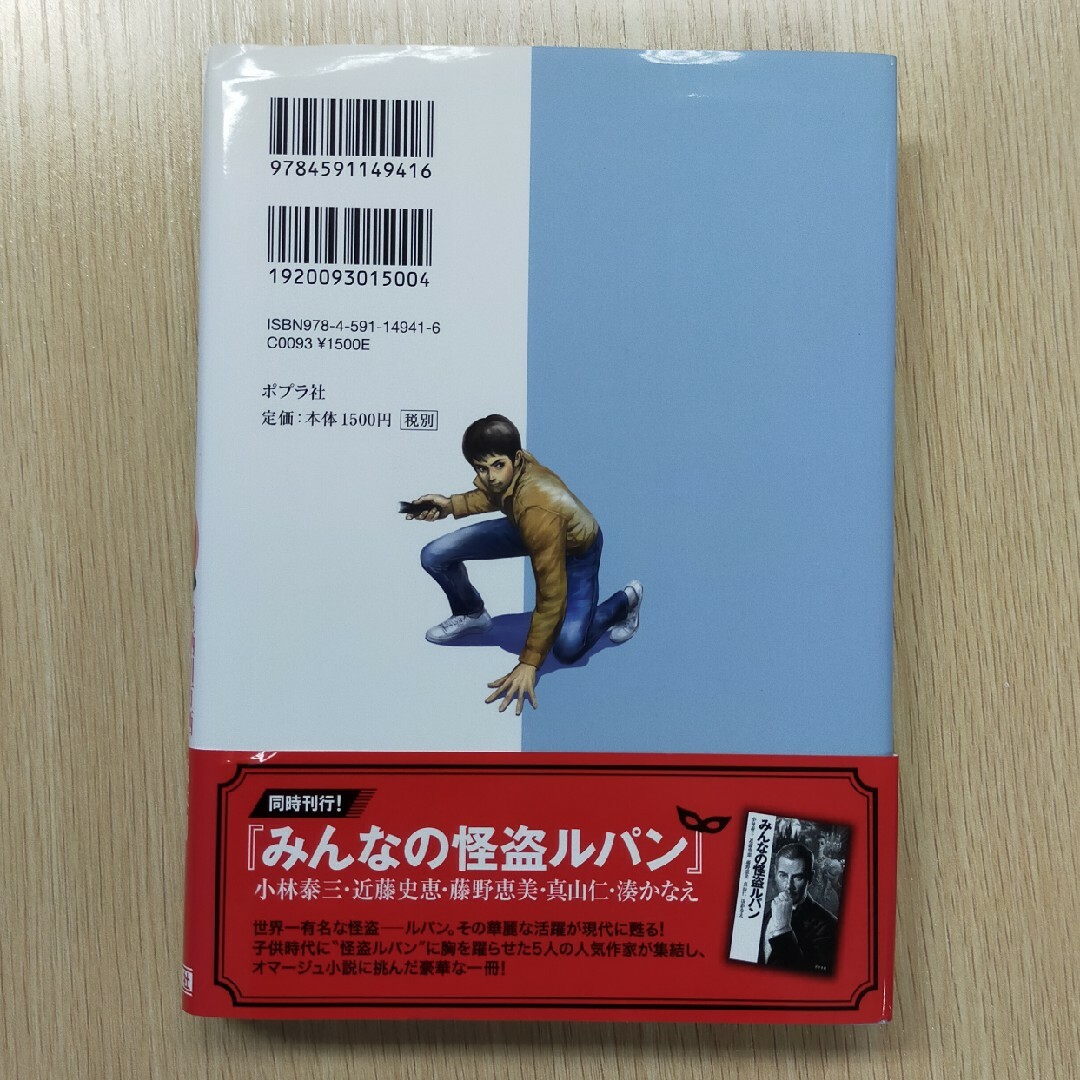 9784591149416
1920093015004
ISBN978-4-591-14941-6
C0093 ¥1500E
ポプラ社
定価:本体1500円 税別
同時刊行!
『みんなの怪盗ルパン』
小林泰三・近藤史恵・藤野恵美・真山仁・湊かなえ
世界一有名な怪盗――ルパン。その華麗な活躍が現代に甦る!
子供時代に“怪盗ルパン”に胸を躍らせた5人の人気作家が集結し、
オマージュ小説に挑んだ豪華な一冊!
みんなの怪盗ルパン